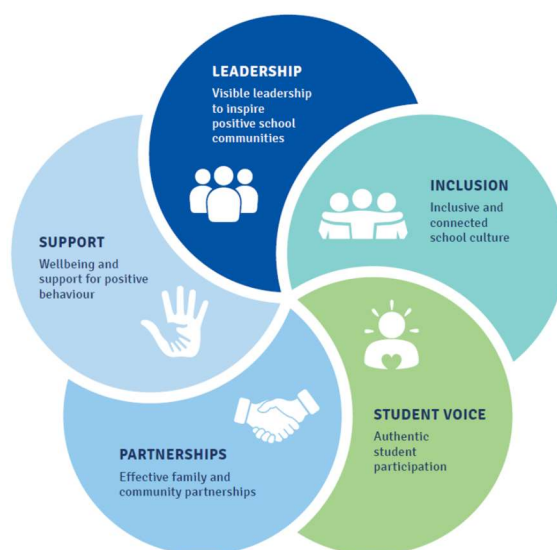 LEADERSHIP
Visible leadership
to inspire
positive school
communities
INCLUSION
Inclusive and
connected
school culture
STUDENT VOICE
Authentic
student
participation
PARTNERSHIPS
Effective family and
community partnerships
SUPPORT
Wellbeing and
support for positive
behaviour